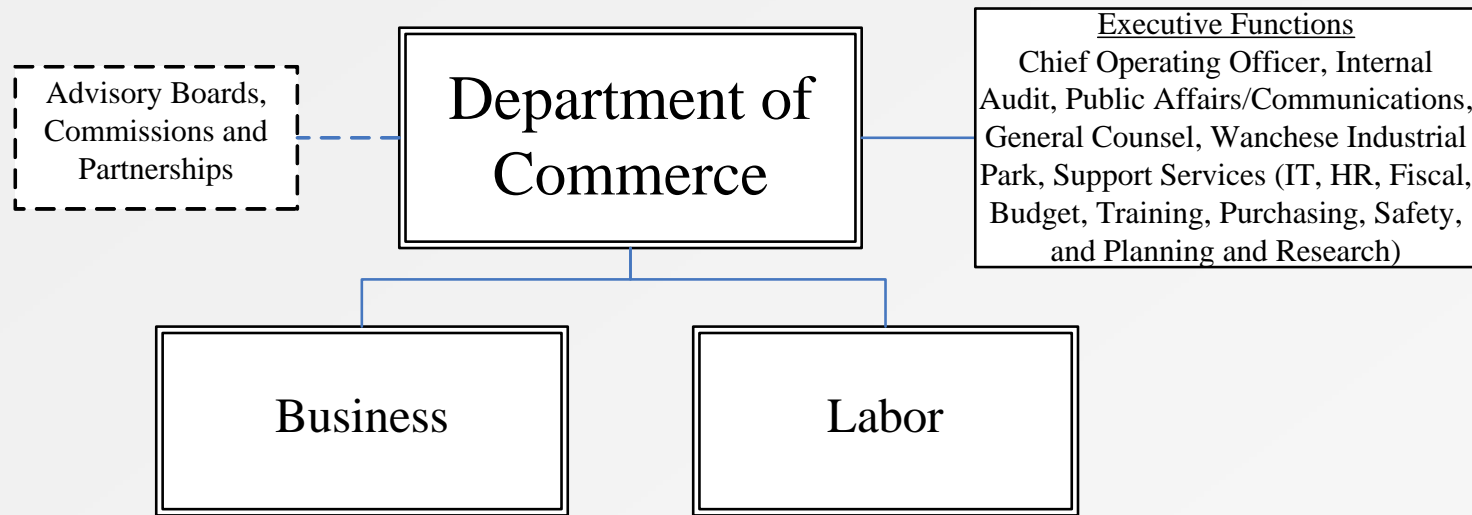 Advisory Boards,
Commissions and
Partnerships
Department of
Commerce
Executive Functions
Chief Operating Officer, Internal
Audit, Public Affairs/Communications,
General Counsel, Wanchese Industrial
Park, Support Services (IT, HR, Fiscal,
Budget, Training, Purchasing, Safety,
and Planning and Research)
Business
Labor